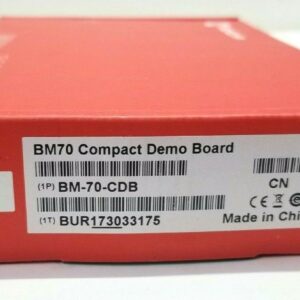 BM70 Compact Demo Board
(1P) BM-70-CDB
CN
(1T) BUR173033175
Made in Chi